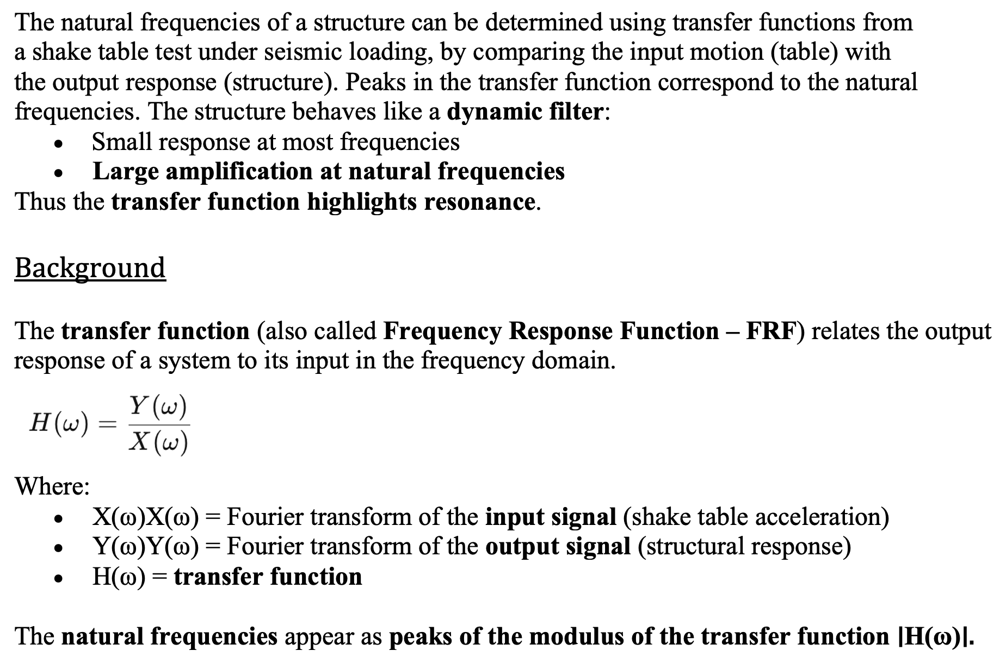 The natural frequencies of a structure can be determined using transfer functions from
a shake table test under seismic loading, by comparing the input motion (table) with
the output response (structure). Peaks in the transfer function correspond to the natural
frequencies. The structure behaves like a dynamic filter:
• Small response at most frequencies
• Large amplification at natural frequencies
Thus the transfer function highlights resonance.
Background
The transfer function (also called Frequency Response Function – FRF) relates the output
response of a system to its input in the frequency domain.
H(ω) = Y(ω) / X(ω)
Where:
• X(ω)X(ω) = Fourier transform of the input signal (shake table acceleration)
• Y(ω)Y(ω) = Fourier transform of the output signal (structural response)
• H(ω) = transfer function
The natural frequencies appear as peaks of the modulus of the transfer function |H(ω)|.